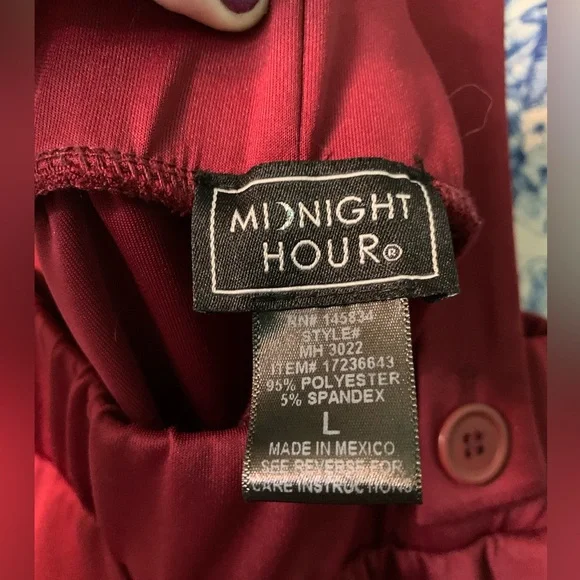 MIDNIGHT
HOUR®
RN# 145834
STYLE#
MH 3022
ITEM# 17236643
95% POLYESTER
5% SPANDEX
L
MADE IN MEXICO
SEE REVERSE FOR
CARE INSTRUCTIONS